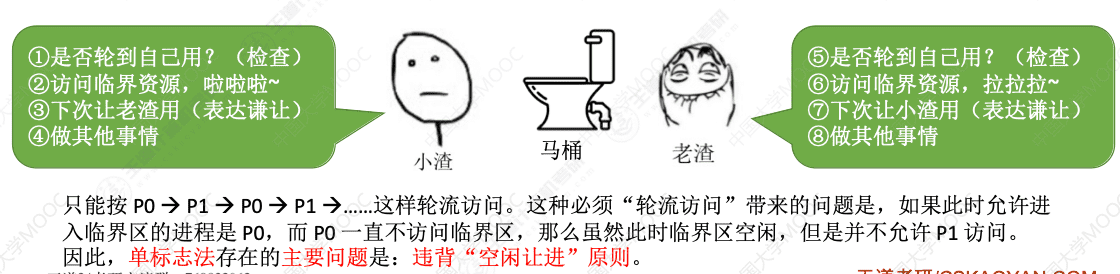 ①是否轮到自己用？（检查）
②访问临界资源，啦啦啦~
③下次让老渣用（表达谦让）
④做其他事情
小渣
马桶
老渣
⑤是否轮到自己用？（检查）
⑥访问临界资源，拉拉拉~
⑦下次让小渣用（表达谦让）
⑧做其他事情
只能按 P0 → P1 → P0 → P1 →……这样轮流访问。这种必须“轮流访问”带来的问题是，如果此时允许进
入临界区的进程是 P0，而 P0 一直不访问临界区，那么虽然此时临界区空闲，但是并不允许 P1 访问。
因此，单标志法存在的主要问题是：违背“空闲让进”原则。